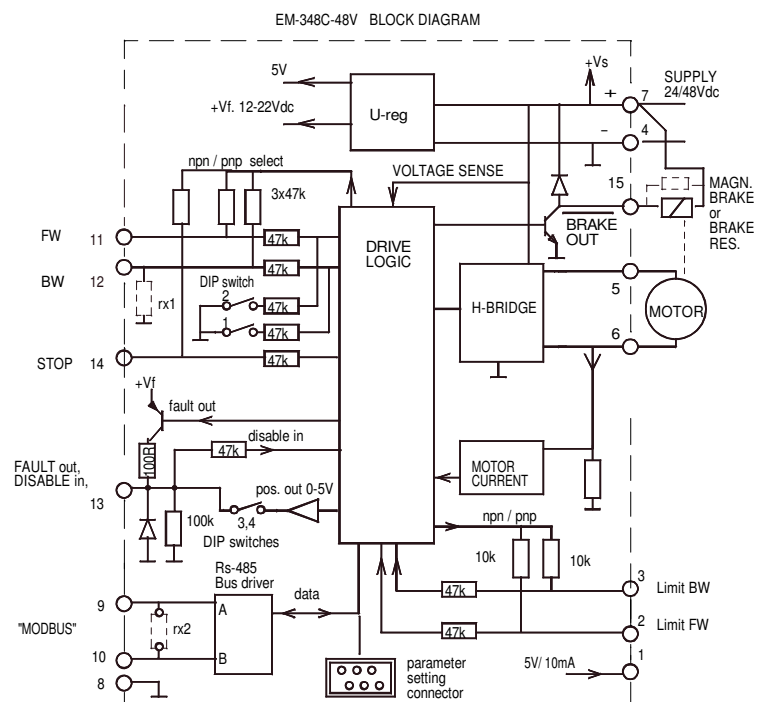 EM-348C-48V BLOCK DIAGRAM
5V
+Vf. 12-22Vdc
U-reg
+Vs
+
7
SUPPLY
24/48Vdc
-
4
npn / pnp select
3x47k
VOLTAGE SENSE
15
MAGN.
BRAKE
or
BRAKE
RES.
BRAKE
OUT
FW 11
47k
BW 12
47k
rx1
DIP switch
2
47k
1
47k
STOP 14
47k
DRIVE
LOGIC
H-BRIDGE
5
6
MOTOR
+Vf
fault out
100R
disable in
47k
FAULT out,
DISABLE in,
13
pos. out 0-5V
100k
3,4
DIP switches
MOTOR
CURRENT
npn / pnp
10k
10k
Rs-485
Bus driver
9
A
data
"MODBUS"
rx2
10
B
8
47k
3
Limit BW
47k
2
Limit FW
1
5V/ 10mA
parameter
setting
connector